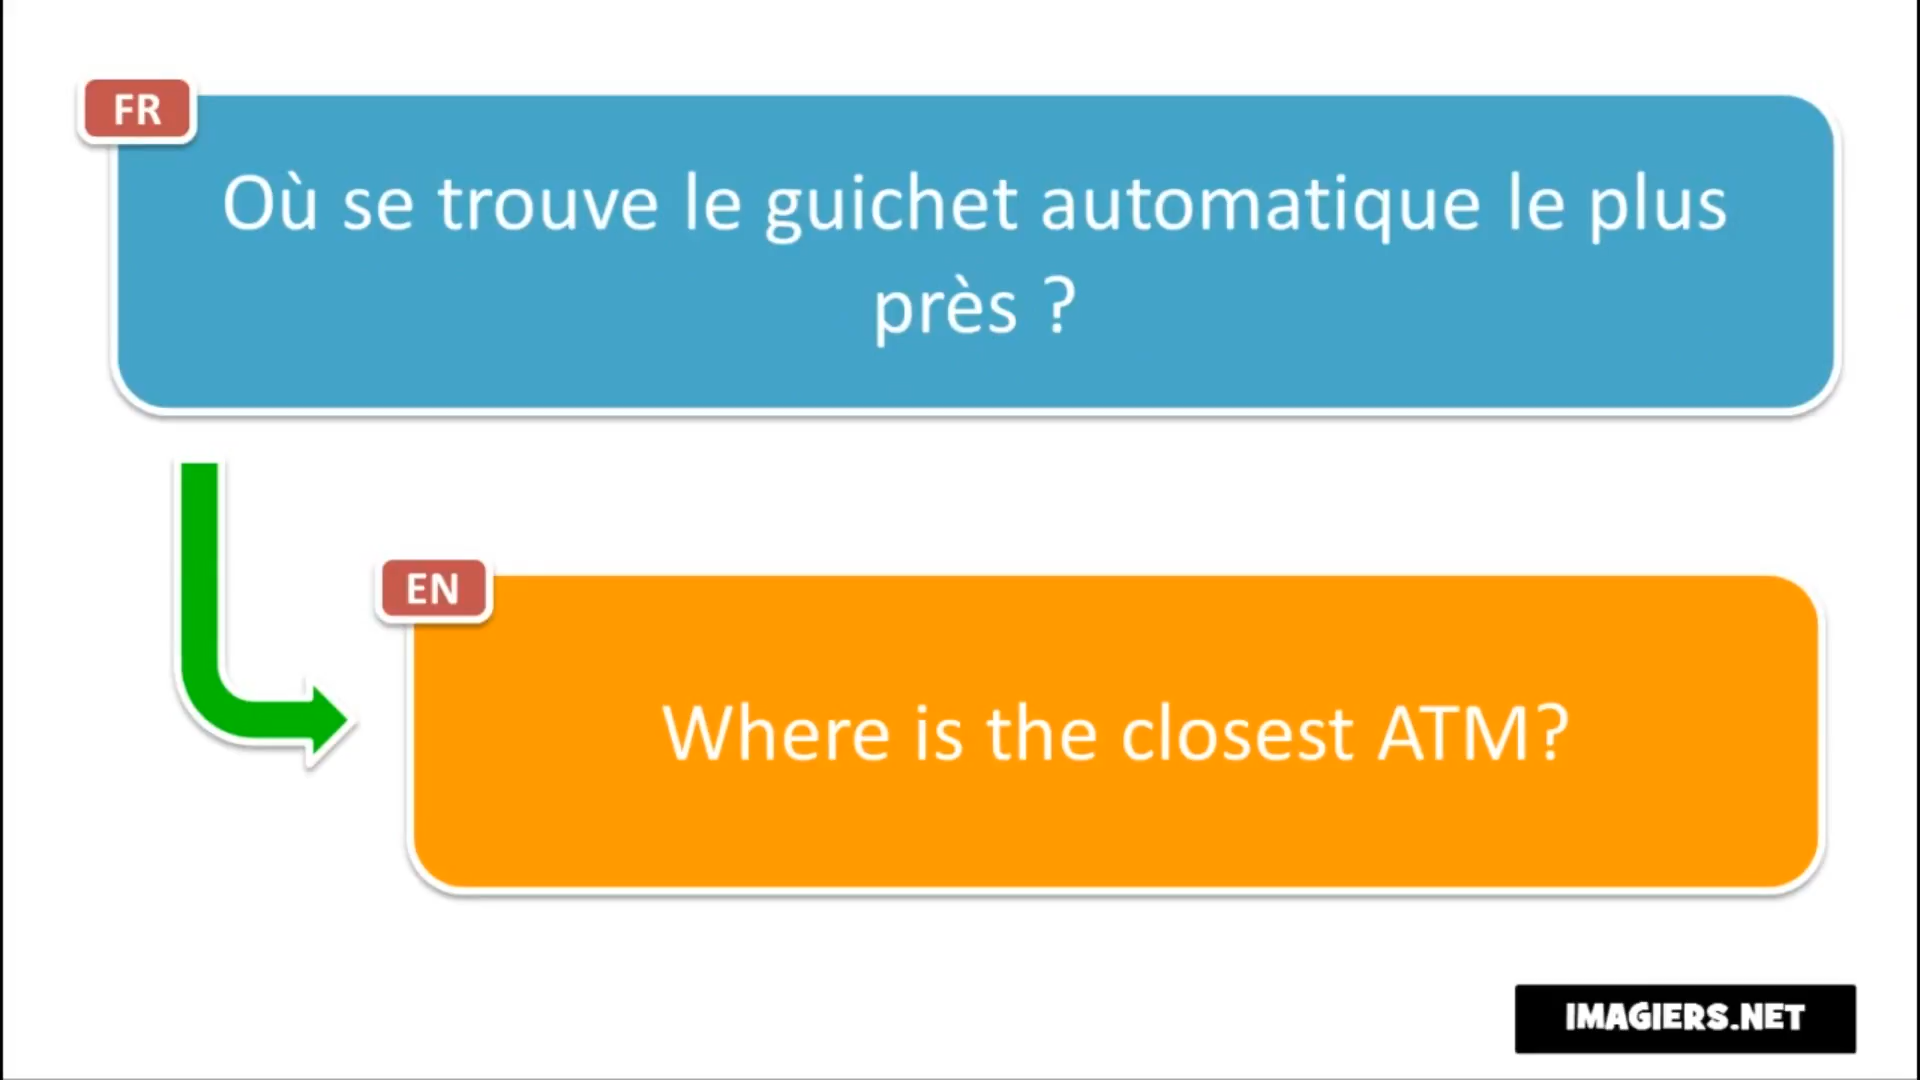 FR
Où se trouve le guichet automatique le plus
près ?
EN
Where is the closest ATM?
IMAGIERS.NET